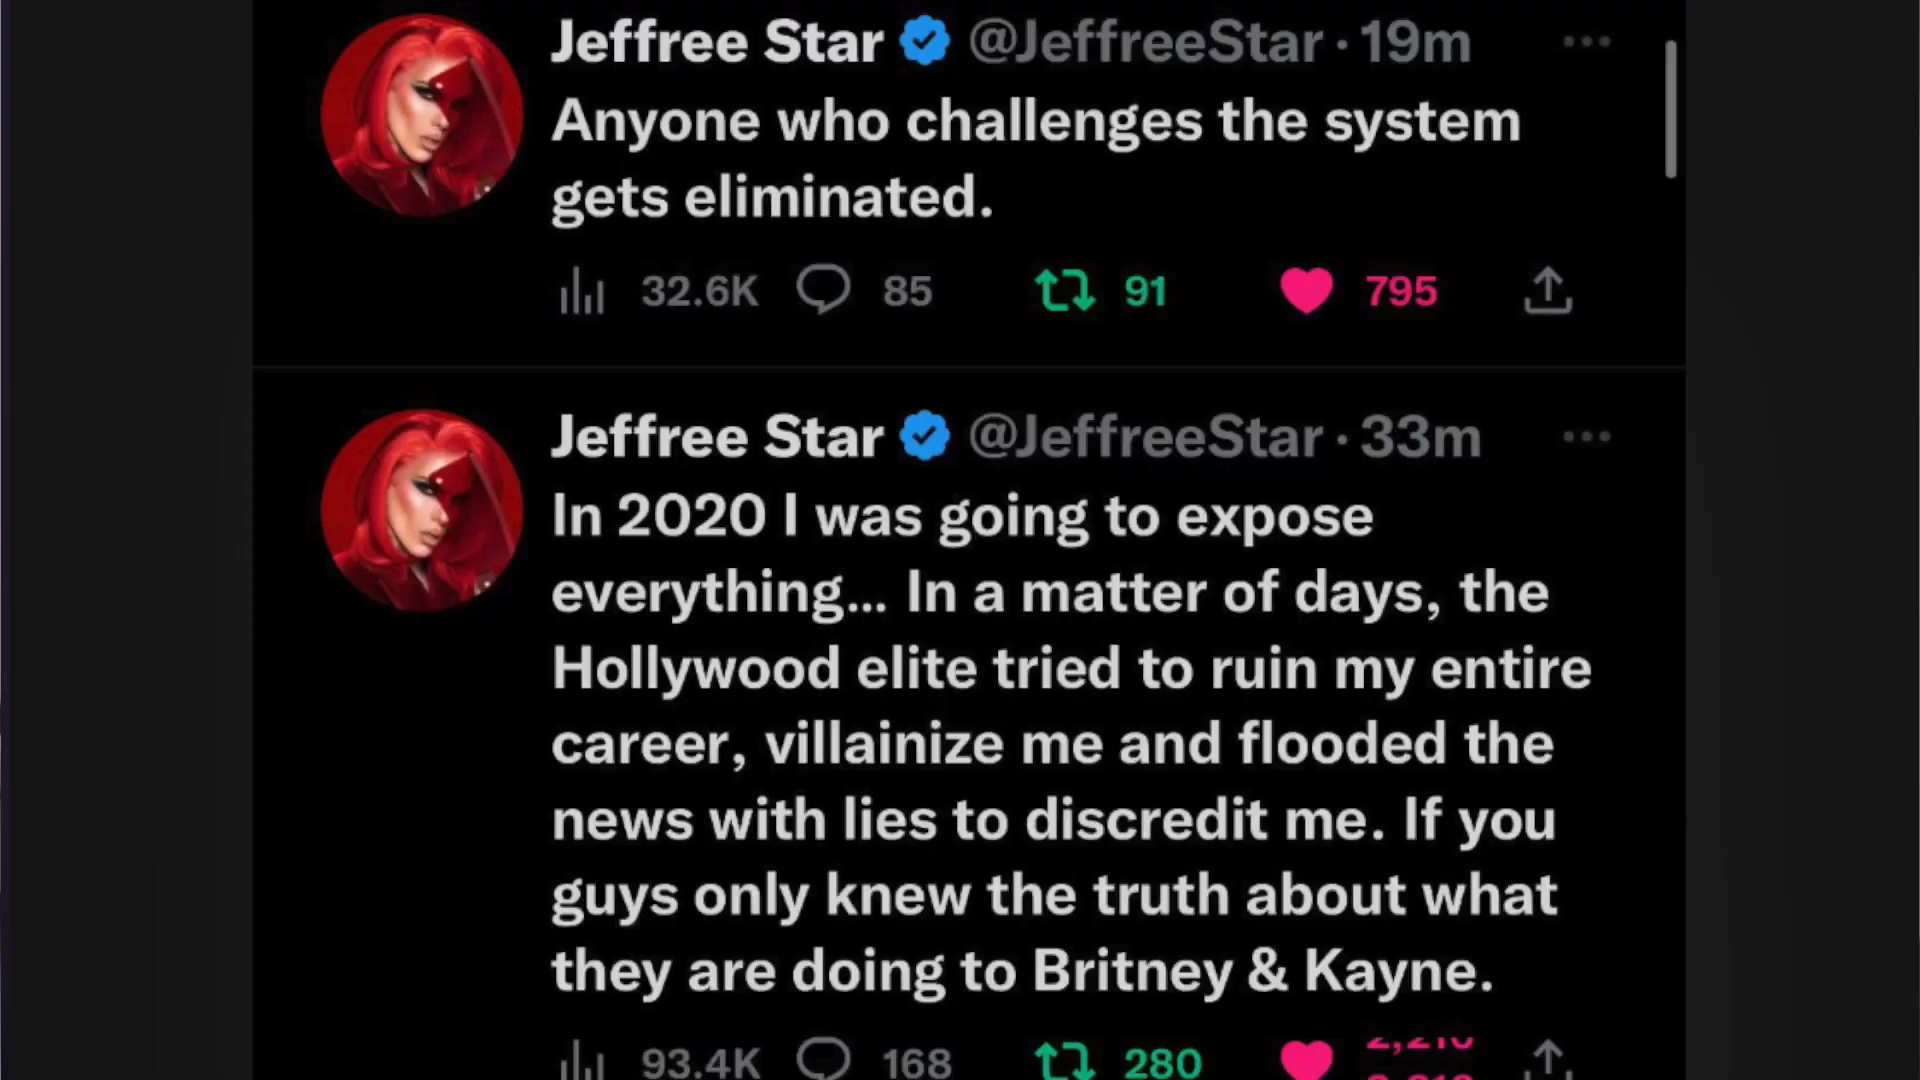 Jeffree Star @JeffreeStar · 19m
Anyone who challenges the system
gets eliminated.
32.6K 85 91 795
Jeffree Star @JeffreeStar · 33m
In 2020 I was going to expose
everything... In a matter of days, the
Hollywood elite tried to ruin my entire
career, villainize me and flooded the
news with lies to discredit me. If you
guys only knew the truth about what
they are doing to Britney & Kayne.
93.4K 168 280